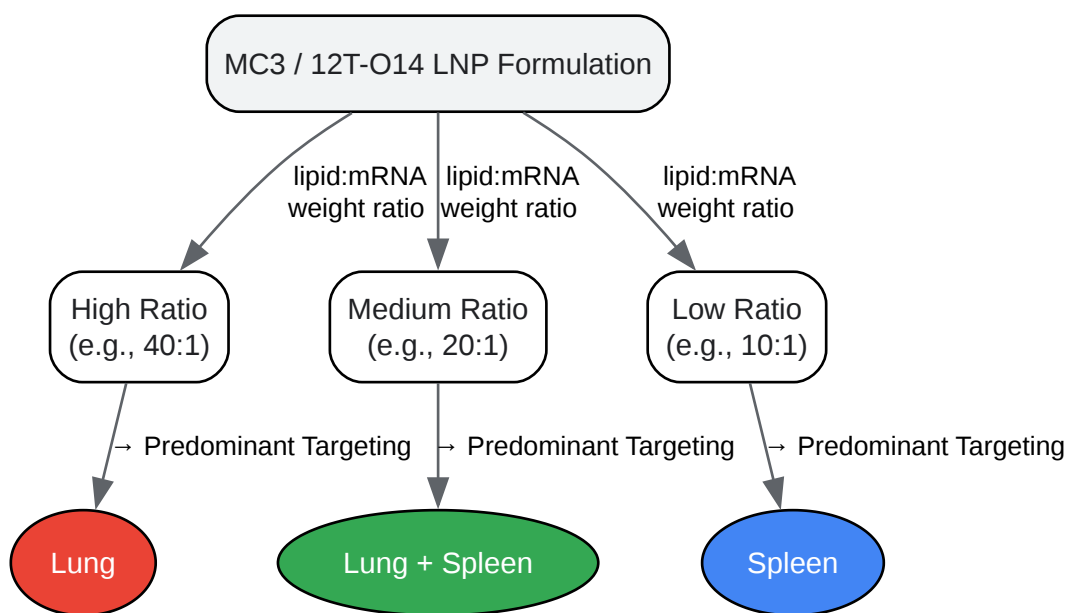 MC3 / 12T-O14 LNP Formulation
lipid:mRNA
weight ratio
lipid:mRNA
weight ratio
lipid:mRNA
weight ratio
High Ratio
(e.g., 40:1)
Medium Ratio
(e.g., 20:1)
Low Ratio
(e.g., 10:1)
→ Predominant Targeting
→ Predominant Targeting
→ Predominant Targeting
Lung
Lung + Spleen
Spleen